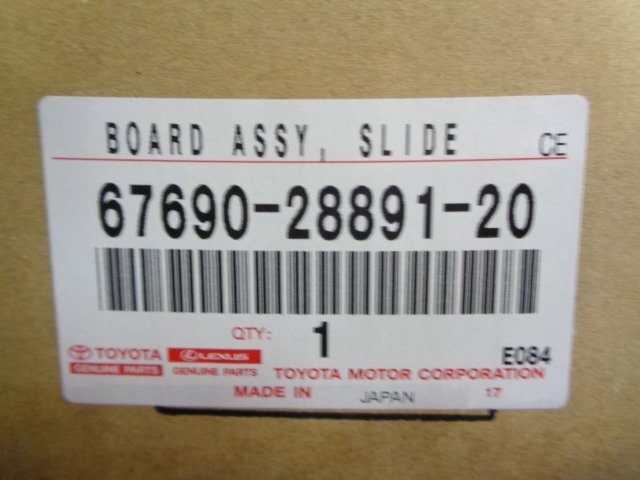 BOARD ASSY, SLIDE CE
67690-28891-20
QTY: 1
TOYOTA LEXUS E084
GENUINE PARTS GENUINE PARTS TOYOTA MOTOR CORPORATION
MADE IN JAPAN 17